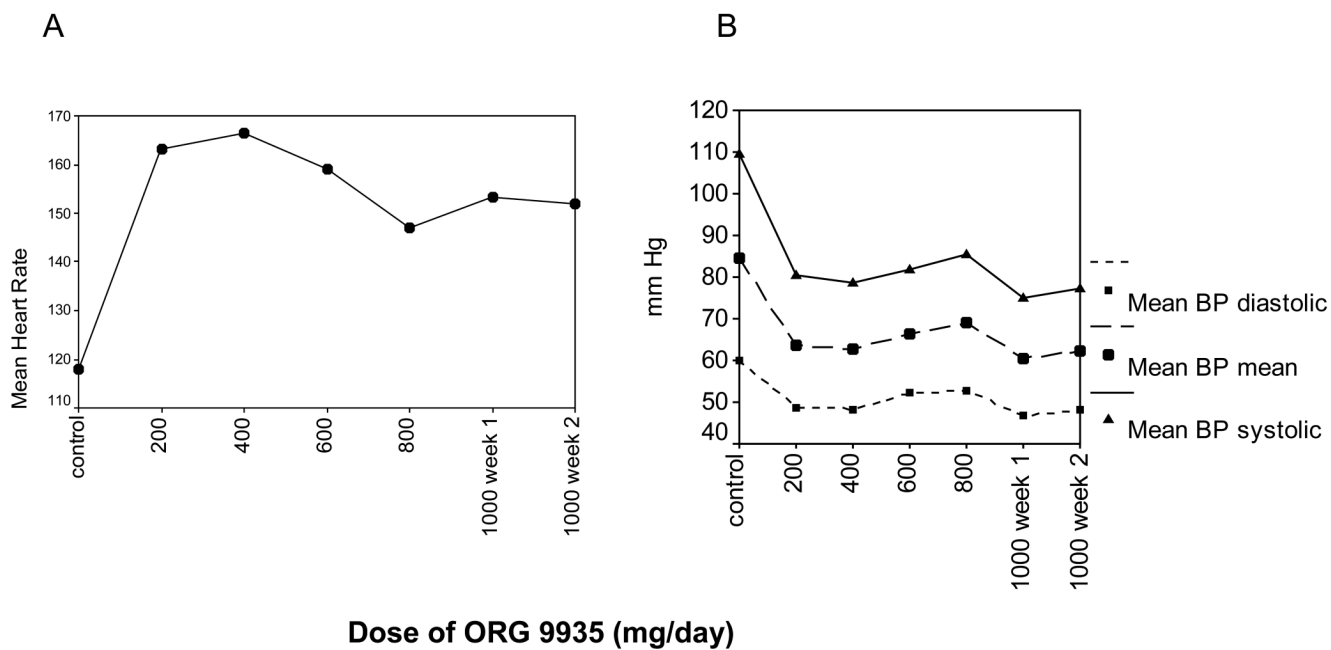 A
B
Mean Heart Rate
170
160
150
140
130
120
110
control
200
400
600
800
1000 week 1
1000 week 2
mm Hg
120
110
100
90
80
70
60
50
40
control
200
400
600
800
1000 week 1
1000 week 2
Mean BP diastolic
Mean BP mean
Mean BP systolic
Dose of ORG 9935 (mg/day)